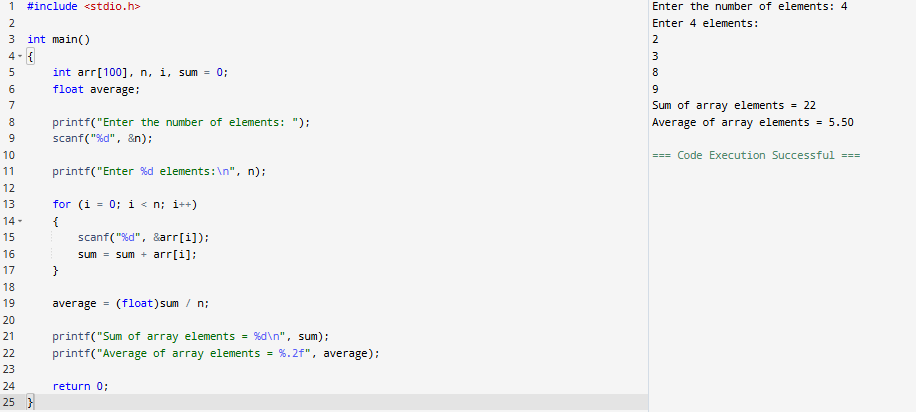 1 #include <stdio.h>
2
3 int main()
4 {
5 int arr[100], n, i, sum = 0;
6 float average;
7
8 printf("Enter the number of elements: ");
9 scanf("%d", &n);
10
11 printf("Enter %d elements:\n", n);
12
13 for (i = 0; i < n; i++)
14 {
15 scanf("%d", &arr[i]);
16 sum = sum + arr[i];
17 }
18
19 average = (float)sum / n;
20
21 printf("Sum of array elements = %d\n", sum);
22 printf("Average of array elements = %.2f", average);
23
24 return 0;
25 }
Enter the number of elements: 4
Enter 4 elements:
2
3
8
9
Sum of array elements = 22
Average of array elements = 5.50
=== Code Execution Successful ===